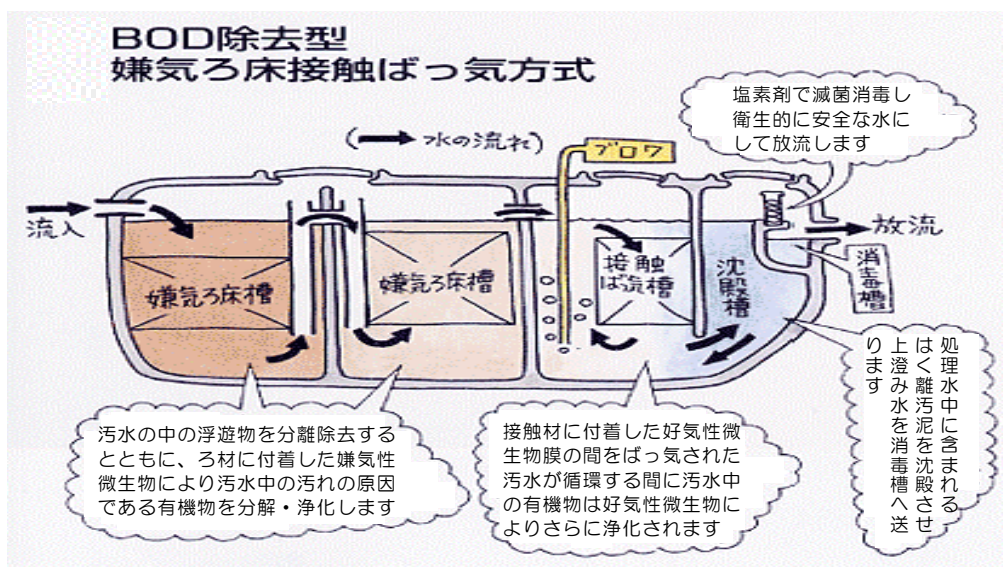 BOD除去型
嫌気ろ床接触ばっ気方式
塩素剤で滅菌消毒し
衛生的に安全な水に
して放流します
(→水の流れ)
ブロワ
流入
放流
嫌気ろ床槽
嫌気ろ床槽
接触
ばっ気槽
沈殿槽
消毒槽
汚水の中の浮遊物を分離除去する
とともに、ろ材に付着した嫌気性
微生物により汚水中の汚れの原因
である有機物を分解・浄化します
接触材に付着した好気性微
生物膜の間をばっ気された
汚水が循環する間に汚水中
の有機物は好気性微生物に
よりさらに浄化されます
処理水中に含まれる
はく離汚泥を沈殿させ
上澄み水を消毒槽へ送
ります